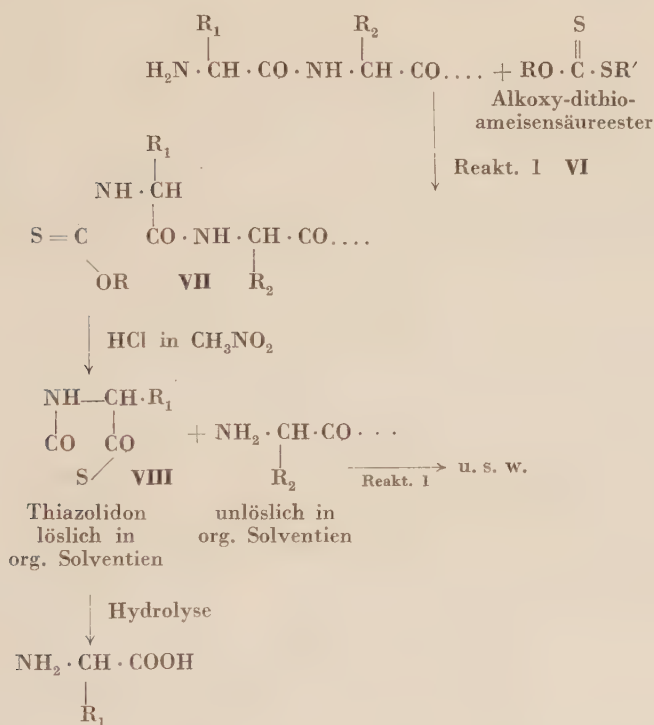 R₁ R₂ S
H₂N · CH · CO · NH · CH · CO . . . . + RO · C · SR′
Alkoxy-dithio-
ameisensäureester
R₁
Reakt. 1 VI
NH · CH
S = C CO · NH · CH · CO . . . .
OR VII R₂
HCl in CH₃NO₂
NH—CH·R₁
CO CO + NH₂ · CH · CO · · ·
S VIII R₂ Reakt. 1 u. s. w.
Thiazolidon unlöslich in
löslich in org. Solventien
org. Solventien
Hydrolyse
NH₂ · CH · COOH
R₁